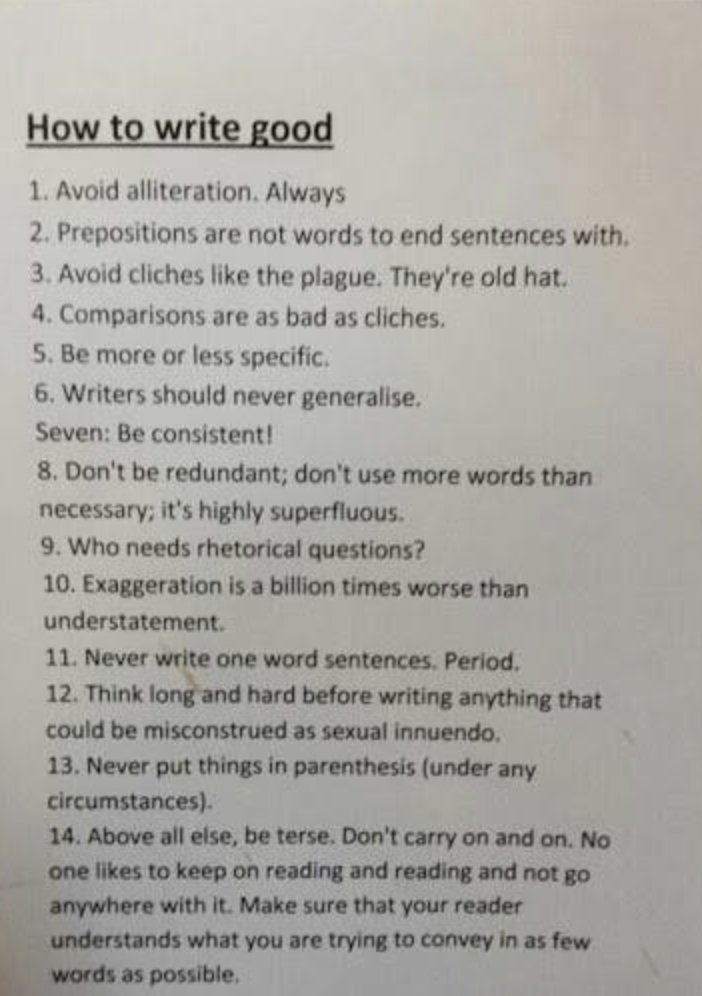 How to write good
1. Avoid alliteration. Always
2. Prepositions are not words to end sentences with.
3. Avoid cliches like the plague. They're old hat.
4. Comparisons are as bad as cliches.
5. Be more or less specific.
6. Writers should never generalise.
Seven: Be consistent!
8. Don't be redundant; don't use more words than
necessary; it's highly superfluous.
9. Who needs rhetorical questions?
10. Exaggeration is a billion times worse than
understatement.
11. Never write one word sentences. Period.
12. Think long and hard before writing anything that
could be misconstrued as sexual innuendo.
13. Never put things in parenthesis (under any
circumstances).
14. Above all else, be terse. Don't carry on and on. No
one likes to keep on reading and reading and not go
anywhere with it. Make sure that your reader
understands what you are trying to convey in as few
words as possible.